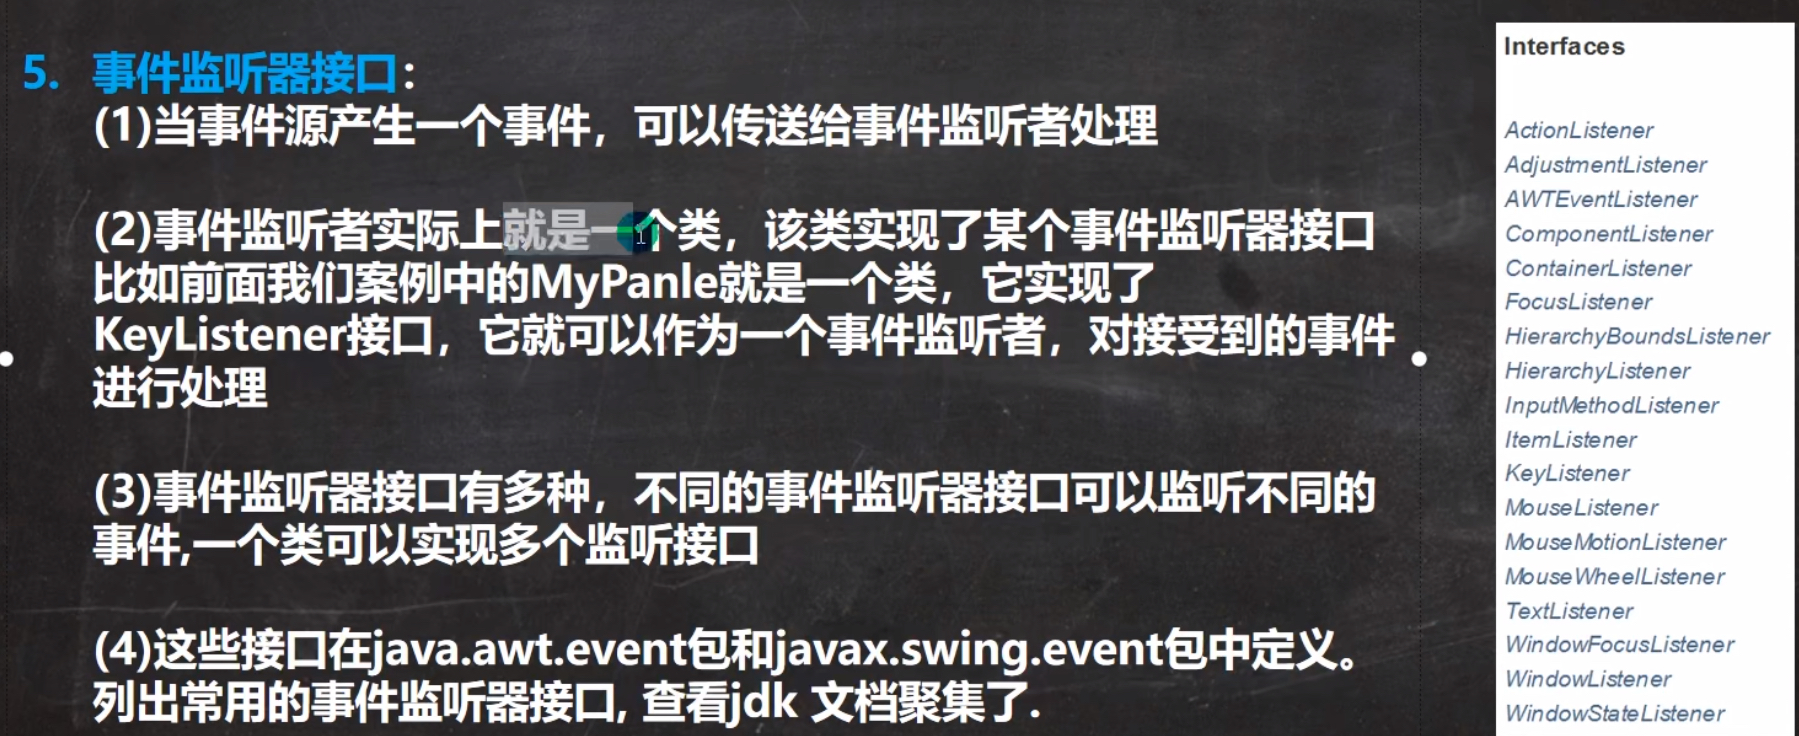 5. 事件监听器接口：
(1)当事件源产生一个事件，可以传送给事件监听者处理
(2)事件监听者实际上就是一个类，该类实现了某个事件监听器接口
比如前面我们案例中的MyPanle就是一个类，它实现了
KeyListener接口，它就可以作为一个事件监听者，对接受到的事件
进行处理
(3)事件监听器接口有多种，不同的事件监听器接口可以监听不同的
事件,一个类可以实现多个监听接口
(4)这些接口在java.awt.event包和javax.swing.event包中定义。
列出常用的事件监听器接口, 查看jdk 文档聚集了.
Interfaces
ActionListener
AdjustmentListener
AWTEventListener
ComponentListener
ContainerListener
FocusListener
HierarchyBoundsListener
HierarchyListener
InputMethodListener
ItemListener
KeyListener
MouseListener
MouseMotionListener
MouseWheelListener
TextListener
WindowFocusListener
WindowListener
WindowStateListener